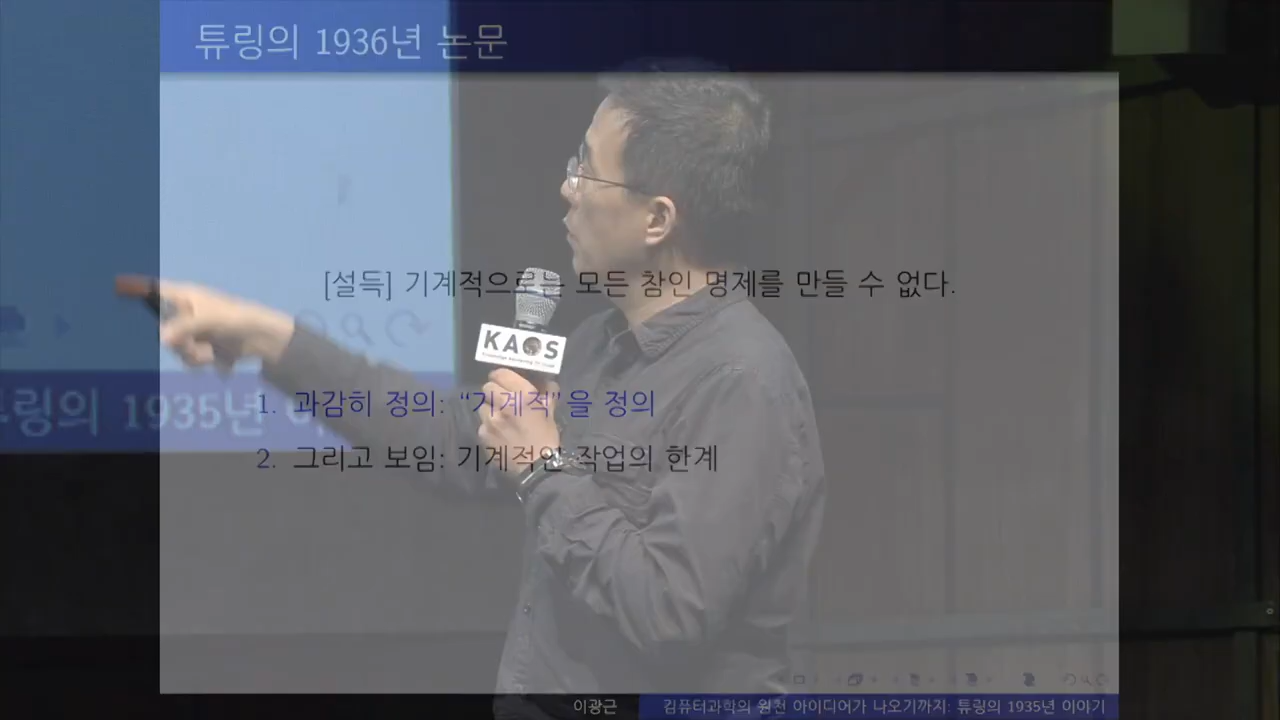 튜링의 1936년 논문
[설득] 기계적으로는 모든 참인 명제를 만들 수 없다.
KAOS
1. 과감히 정의: “기계적”을 정의
링의 1935년
2. 그리고 보임: 기계적인 작업의 한계
이광근 컴퓨터과학의 원천 아이디어가 나오기까지: 튜링의 1935년 이야기